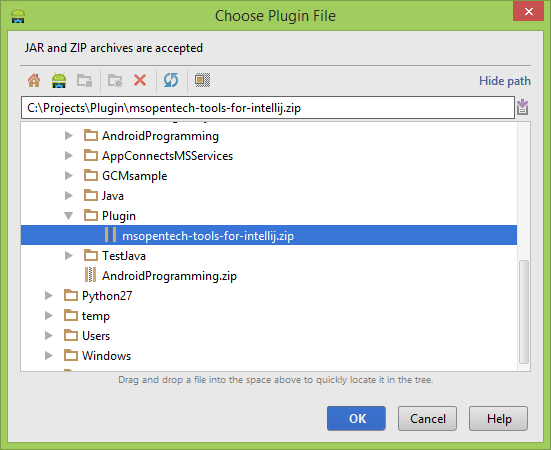 Choose Plugin File
JAR and ZIP archives are accepted
Hide path
C:\Projects\Plugin\msopentech-tools-for-intellij.zip
AndroidProgramming
AppConnectsMSServices
GCMsample
Java
Plugin
msopentech-tools-for-intellij.zip
TestJava
AndroidProgramming.zip
Python27
temp
Users
Windows
Drag and drop a file into the space above to quickly locate it in the tree.
OK
Cancel
Help